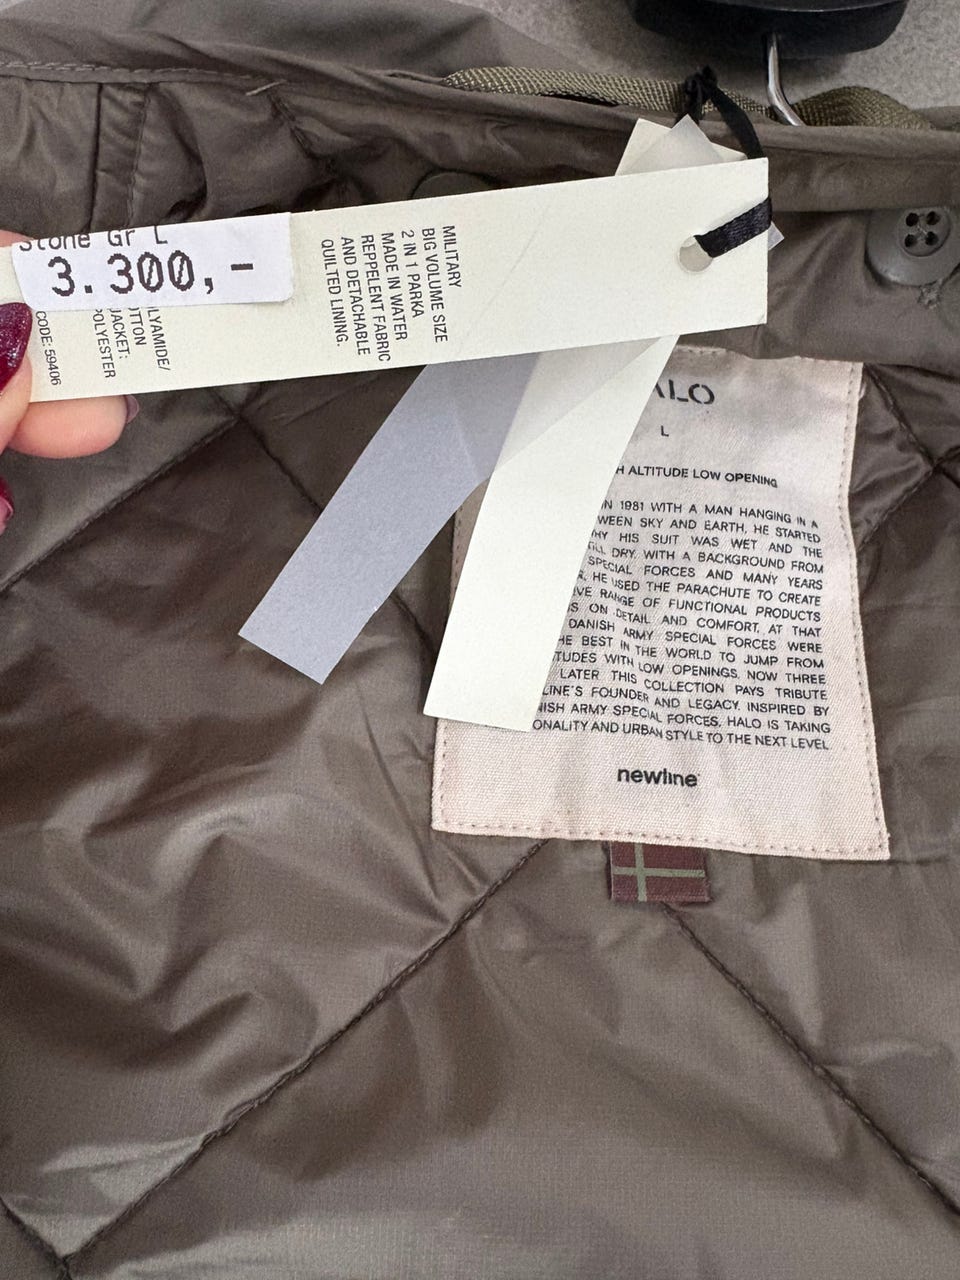 Stone Gr L
3.300,-
MILITARY
BIG VOLUME SIZE
2 IN 1 PARKA
MADE IN WATER
REPPELENT FABRIC
AND DETACHABLE
QUILTED LINING.
LYAMIDE/
OTTON
JACKET:
POLYESTER
CODE: 59406
ALO
L
H ALTITUDE LOW OPENING
N 1981 WITH A MAN HANGING IN A
WEEN SKY AND EARTH, HE STARTED
HY HIS SUIT WAS WET AND THE
ILL DRY. WITH A BACKGROUND FROM
SPECIAL FORCES AND MANY YEARS
R, HE USED THE PARACHUTE TO CREATE
IVE RANGE OF FUNCTIONAL PRODUCTS
S ON DETAIL AND COMFORT. AT THAT
DANISH ARMY SPECIAL FORCES WERE
HE BEST IN THE WORLD TO JUMP FROM
TUDES WITH LOW OPENINGS. NOW THREE
LATER THIS COLLECTION PAYS TRIBUTE
LINE'S FOUNDER AND LEGACY. INSPIRED BY
NISH ARMY SPECIAL FORCES, HALO IS TAKING
ONALITY AND URBAN STYLE TO THE NEXT LEVEL
newline